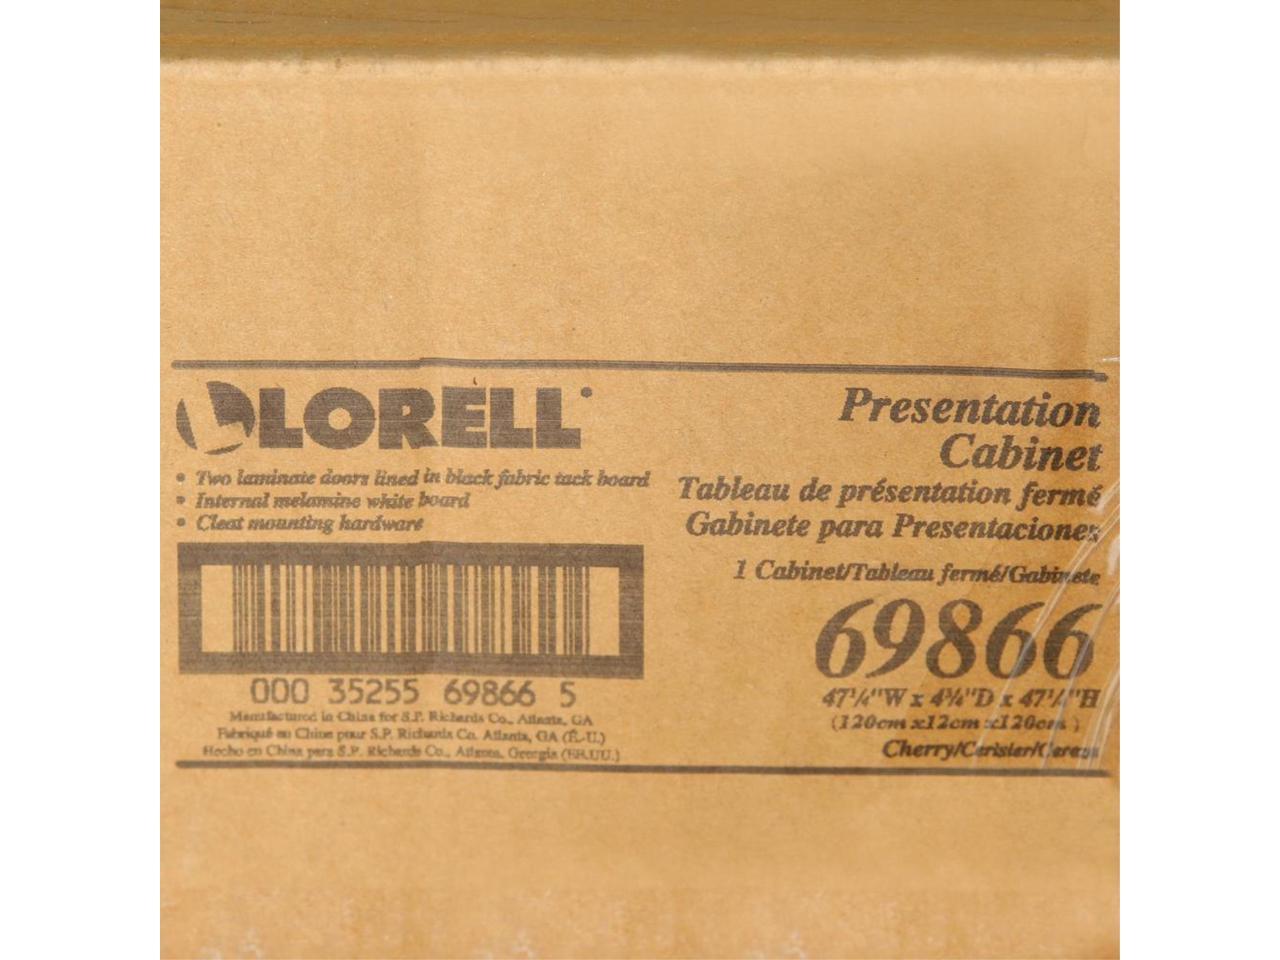 LORELL
• Two laminate doors lined in black fabric tack board
• Internal melamine white board
• Cleat mounting hardware
000 35255 69866 5
Manufactured in China for S.P. Richards Co., Atlanta, GA
Fabriqué en Chine pour S.P. Richards Co. Atlanta, GA (É.-U.)
Hecho en China para S.P. Richards Co., Atlanta, Georgia (EE.UU.)
Presentation
Cabinet
Tableau de présentation fermé
Gabinete para Presentaciones
1 Cabinet/Tableau fermé/Gabinete
69866
47¼"W x 4¾"D x 47¼"H
(120cm x12cm x120cm )
Cherry/Cerisier/Cereza